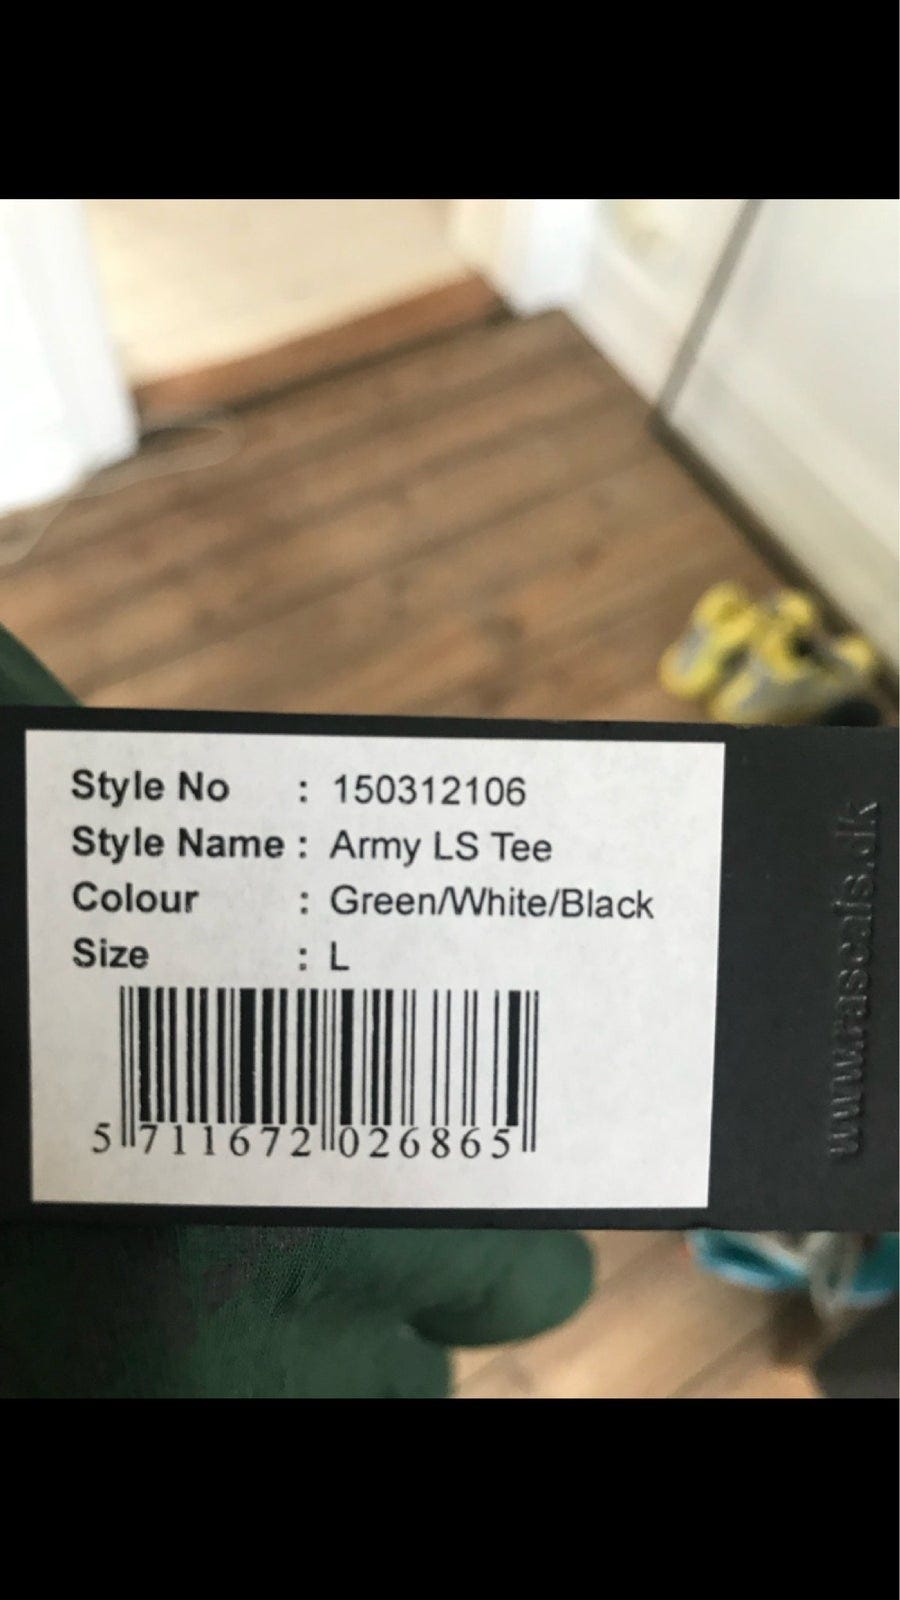 Style No : 150312106
Style Name : Army LS Tee
Colour : Green/White/Black
Size : L
5 711672 026865
www.rascals.dk